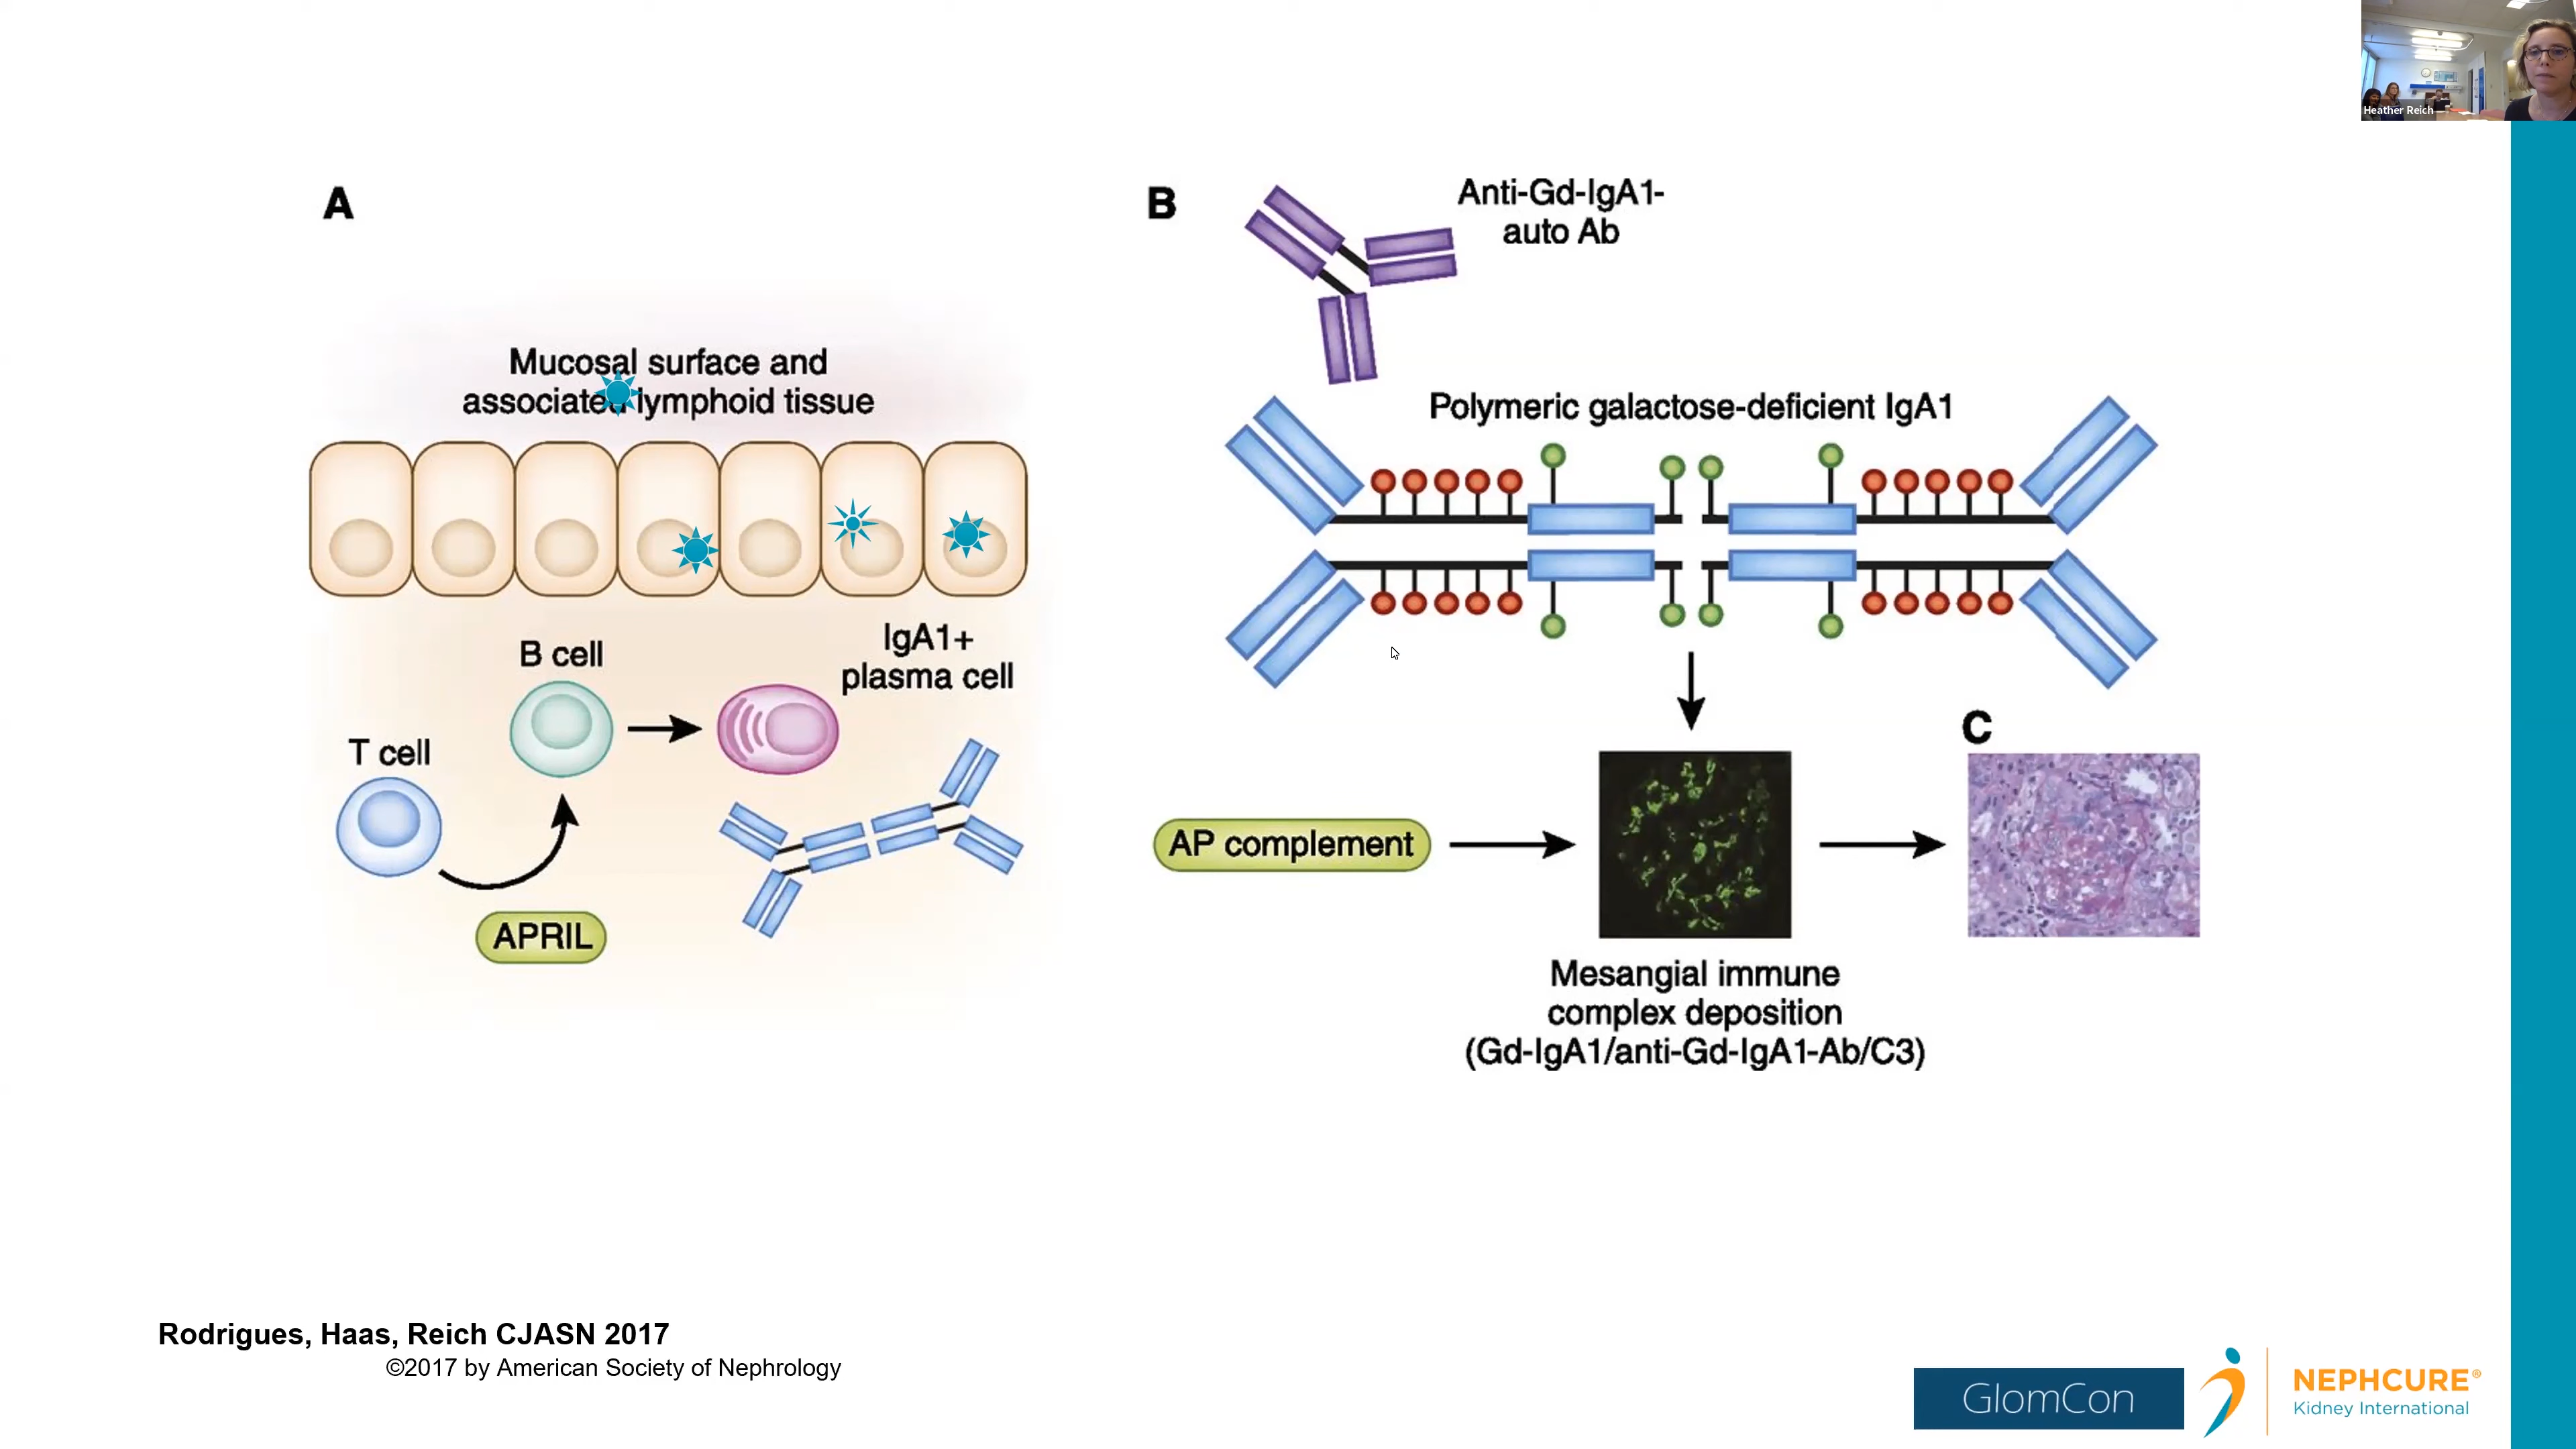 Heather Reich
A
Mucosal surface and
associated lymphoid tissue
B cell
IgA1+
plasma cell
T cell
APRIL
B
Anti-Gd-IgA1-
auto Ab
Polymeric galactose-deficient IgA1
C
AP complement
Mesangial immune
complex deposition
(Gd-IgA1/anti-Gd-IgA1-Ab/C3)
Rodrigues, Haas, Reich CJASN 2017
©2017 by American Society of Nephrology
GlomCon
NEPHCURE®
Kidney International